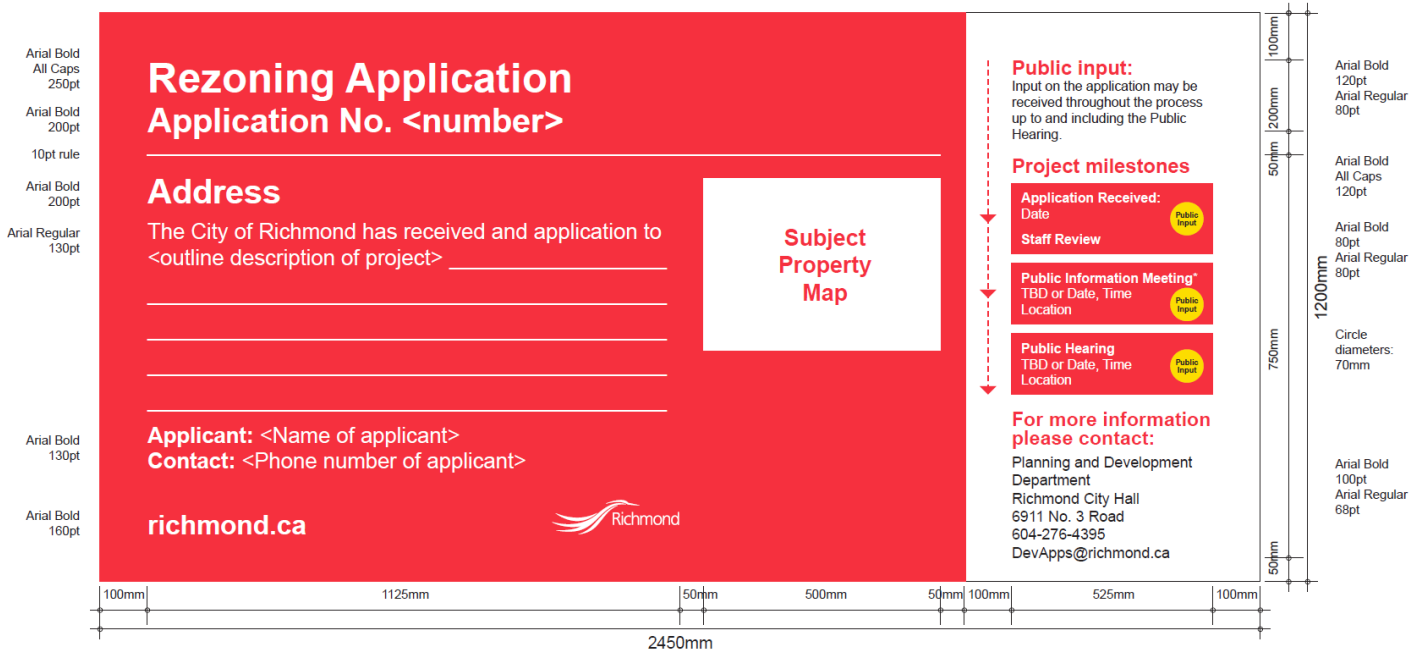 Arial Bold
All Caps
250pt
Arial Bold
200pt
10pt rule
Arial Bold
200pt
Arial Regular
130pt
Arial Bold
130pt
Arial Bold
160pt
Rezoning Application
Application No. <number>
Address
The City of Richmond has received and application to
<outline description of project>
Subject
Property
Map
Applicant: <Name of applicant>
Contact: <Phone number of applicant>
richmond.ca
Richmond
Public input:
Input on the application may be
received throughout the process
up to and including the Public
Hearing.
Project milestones
Application Received:
Date
Staff Review
Public
Input
Public Information Meeting*
TBD or Date, Time
Location
Public
Input
Public Hearing
TBD or Date, Time
Location
Public
Input
For more information
please contact:
Planning and Development
Department
Richmond City Hall
6911 No. 3 Road
604-276-4395
DevApps@richmond.ca
100mm
200mm
50mm
750mm
50mm
1200mm
Arial Bold
120pt
Arial Regular
80pt
Arial Bold
All Caps
120pt
Arial Bold
80pt
Arial Regular
80pt
Circle
diameters:
70mm
Arial Bold
100pt
Arial Regular
68pt
100mm
1125mm
50mm
500mm
50mm
100mm
525mm
100mm
2450mm